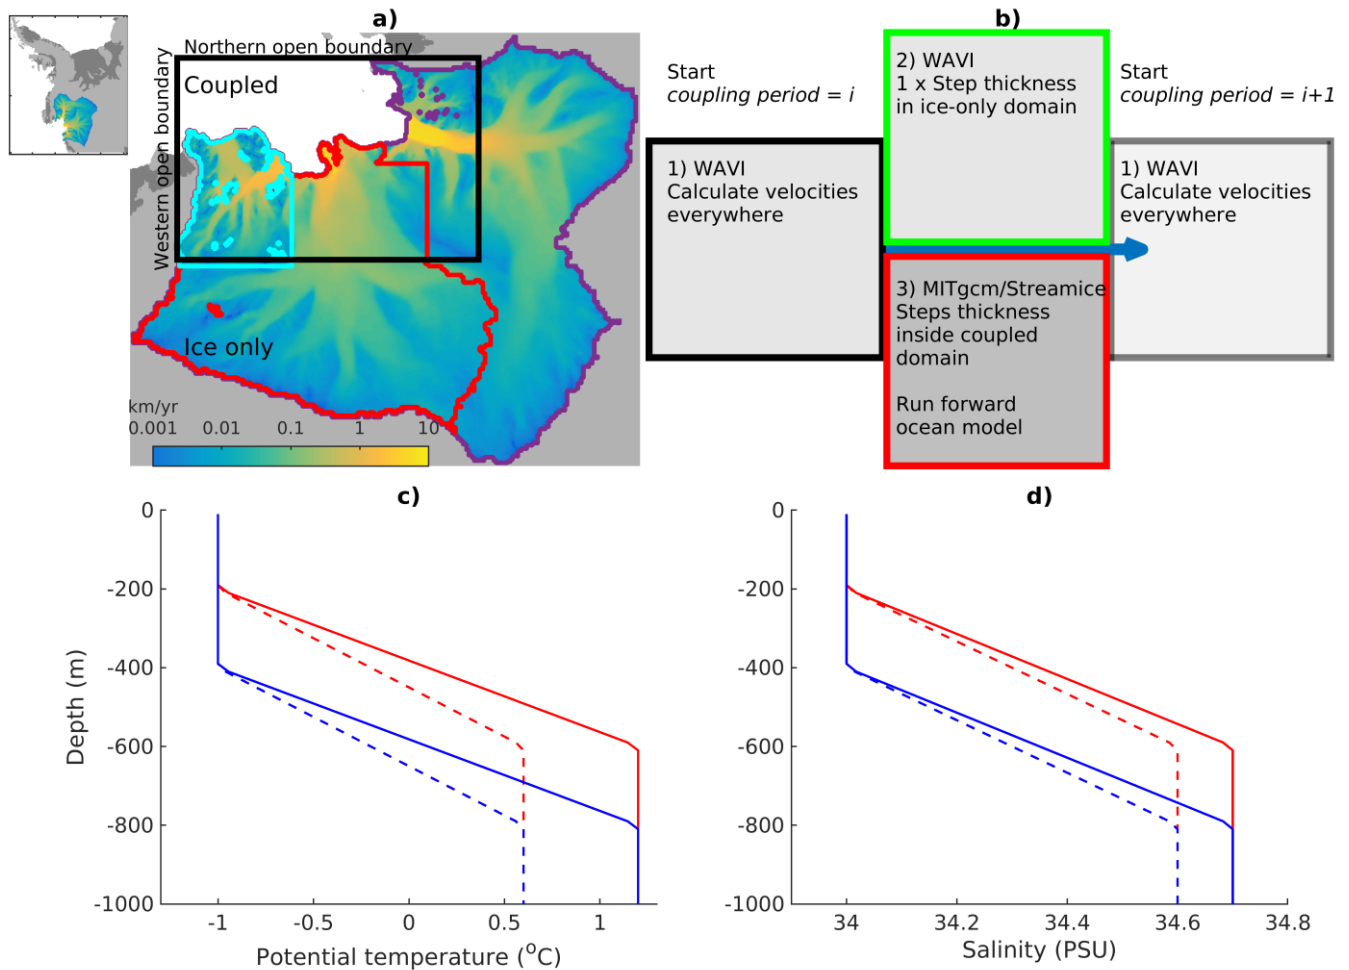 a)
Northern open boundary
Western open boundary
Coupled
Ice only
km/yr
0.001 0.01 0.1 1 10
b)
Start
coupling period = i
1) WAVI
Calculate velocities
everywhere
2) WAVI
1 x Step thickness
in ice-only domain
3) MITgcm/Streamice
Steps thickness
inside coupled
domain
Run forward
ocean model
Start
coupling period = i+1
1) WAVI
Calculate velocities
everywhere
c)
0
-200
-400
-600
-800
-1000
Depth (m)
-1 -0.5 0 0.5 1
Potential temperature (°C)
d)
0
-200
-400
-600
-800
-1000
34 34.2 34.4 34.6 34.8
Salinity (PSU)